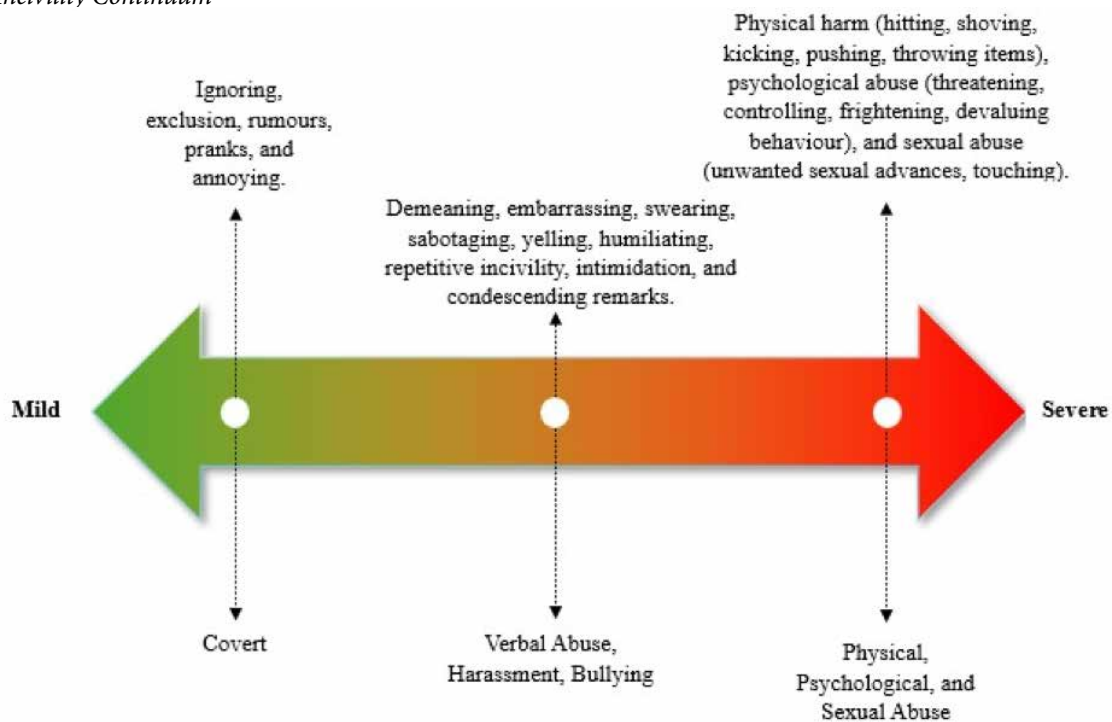 Incivility Continuum
Physical harm (hitting, shoving,
kicking, pushing, throwing items),
psychological abuse (threatening,
controlling, frightening, devaluing
behaviour), and sexual abuse
(unwanted sexual advances, touching).
Ignoring,
exclusion, rumours,
pranks, and
annoying.
Demeaning, embarrassing, swearing,
sabotaging, yelling, humiliating,
repetitive incivility, intimidation, and
condescending remarks.
Mild
Severe
Covert
Verbal Abuse,
Harassment, Bullying
Physical,
Psychological, and
Sexual Abuse